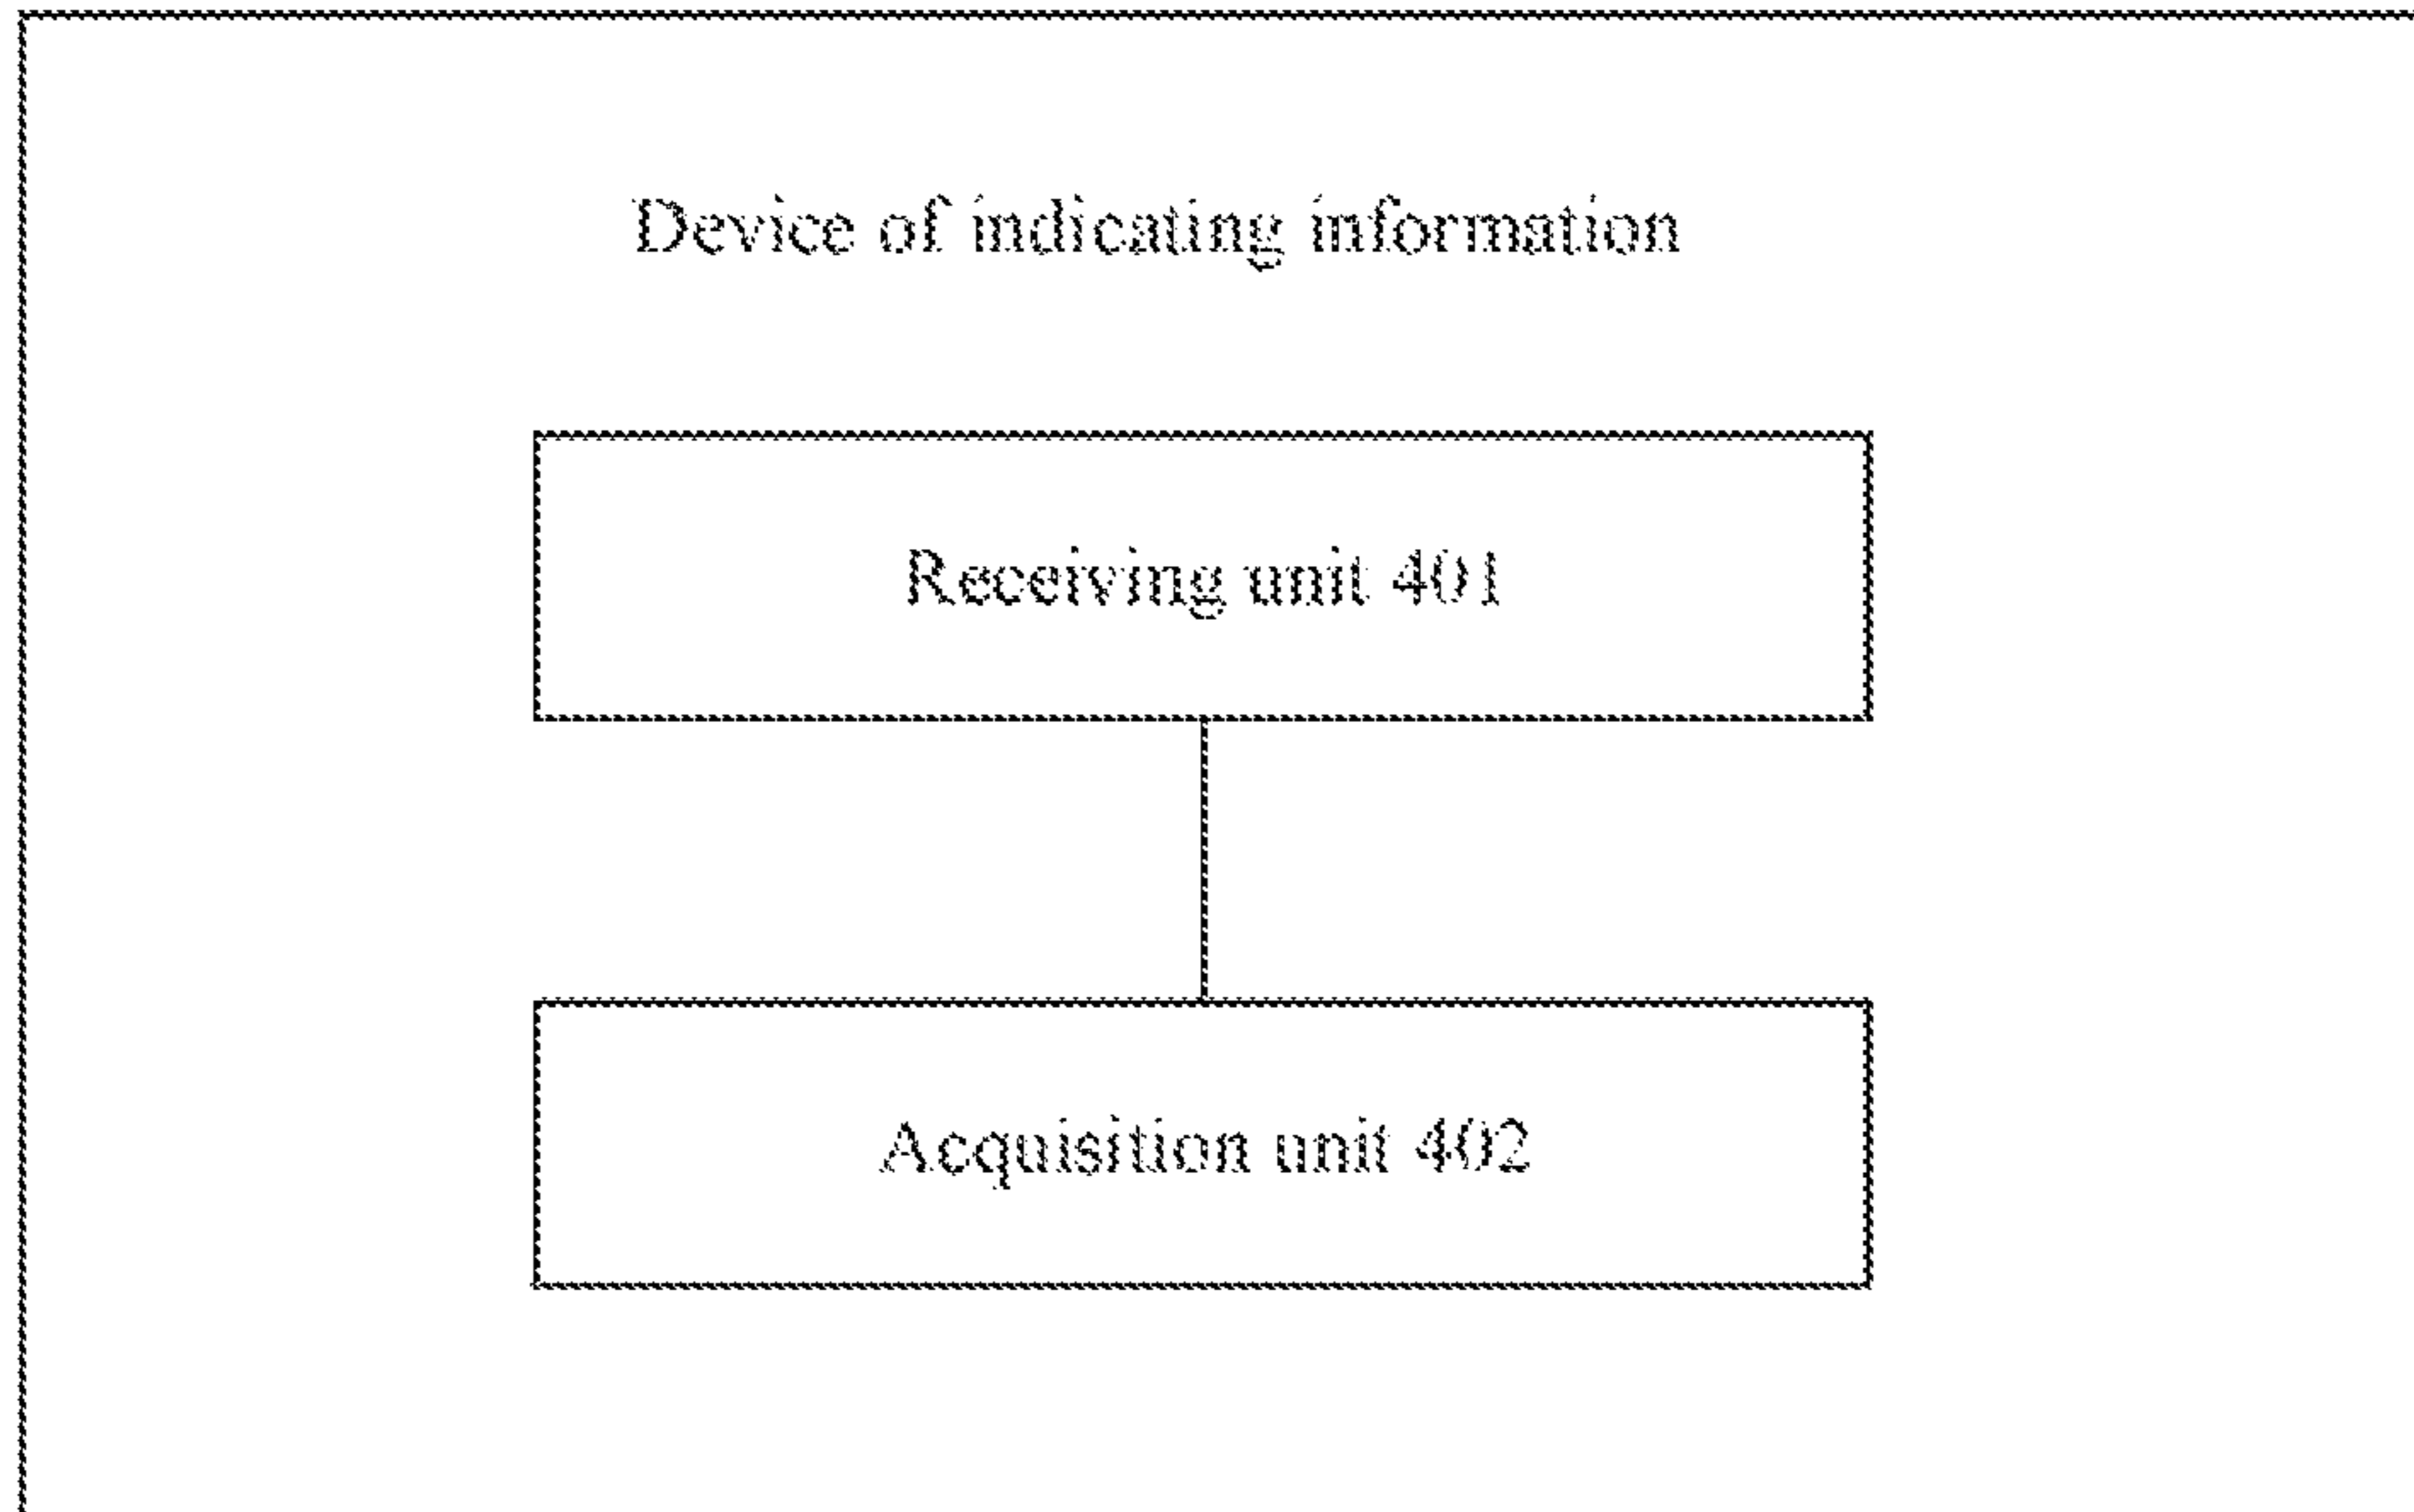 Device of indicating information
Receiving unit 401
Acquisition unit 402